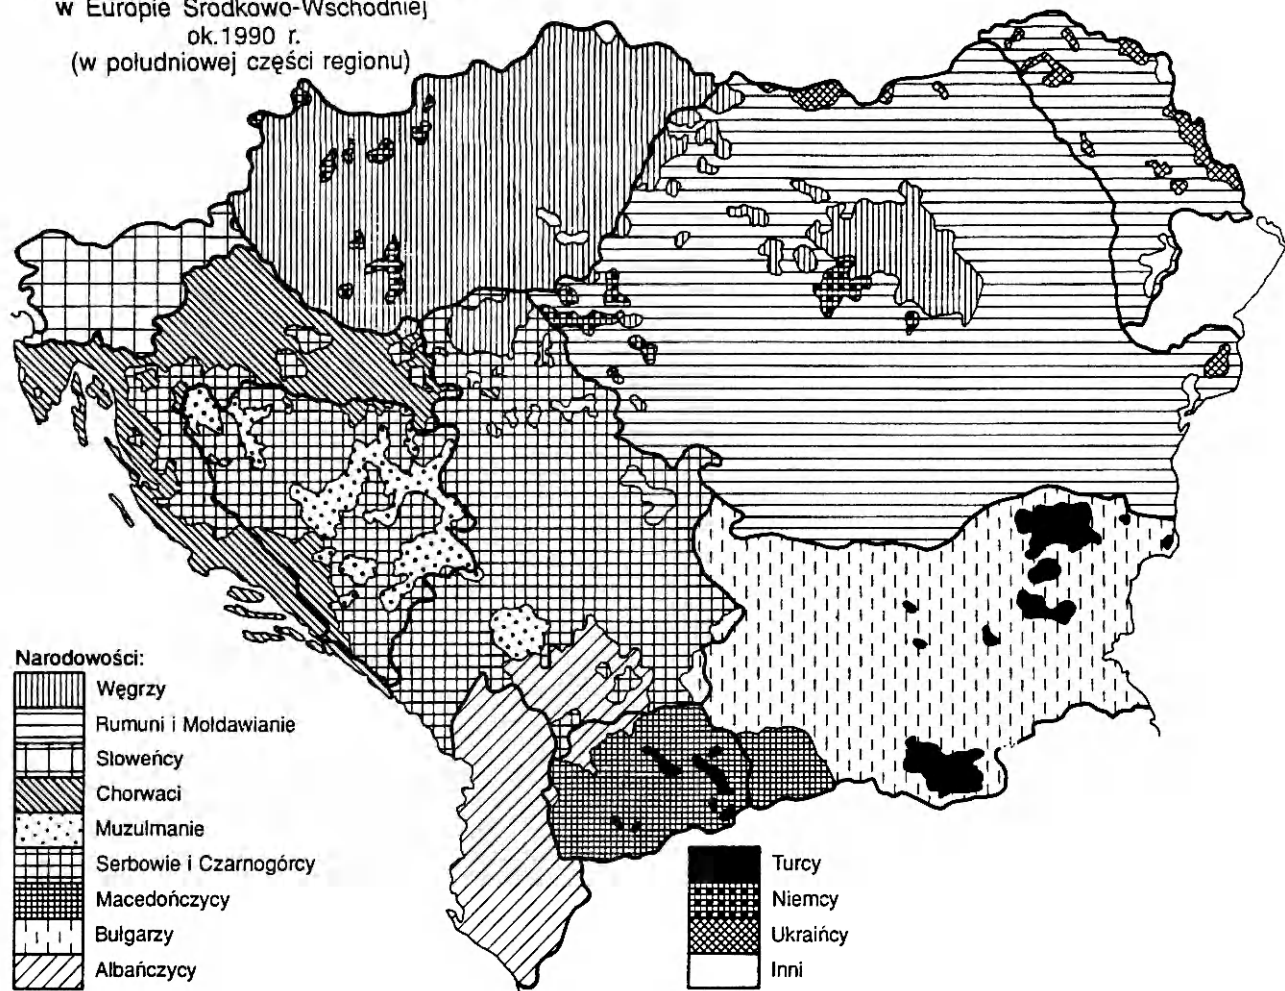 w Europie Środkowo-Wschodniej
ok.1990 r.
(w południowej części regionu)
Narodowości:
Węgrzy
Rumuni i Mołdawianie
Słoweńcy
Chorwaci
Muzulmanie
Serbowie i Czarnogórcy
Macedończycy
Bułgarzy
Albańczycy
Turcy
Niemcy
Ukraińcy
Inni